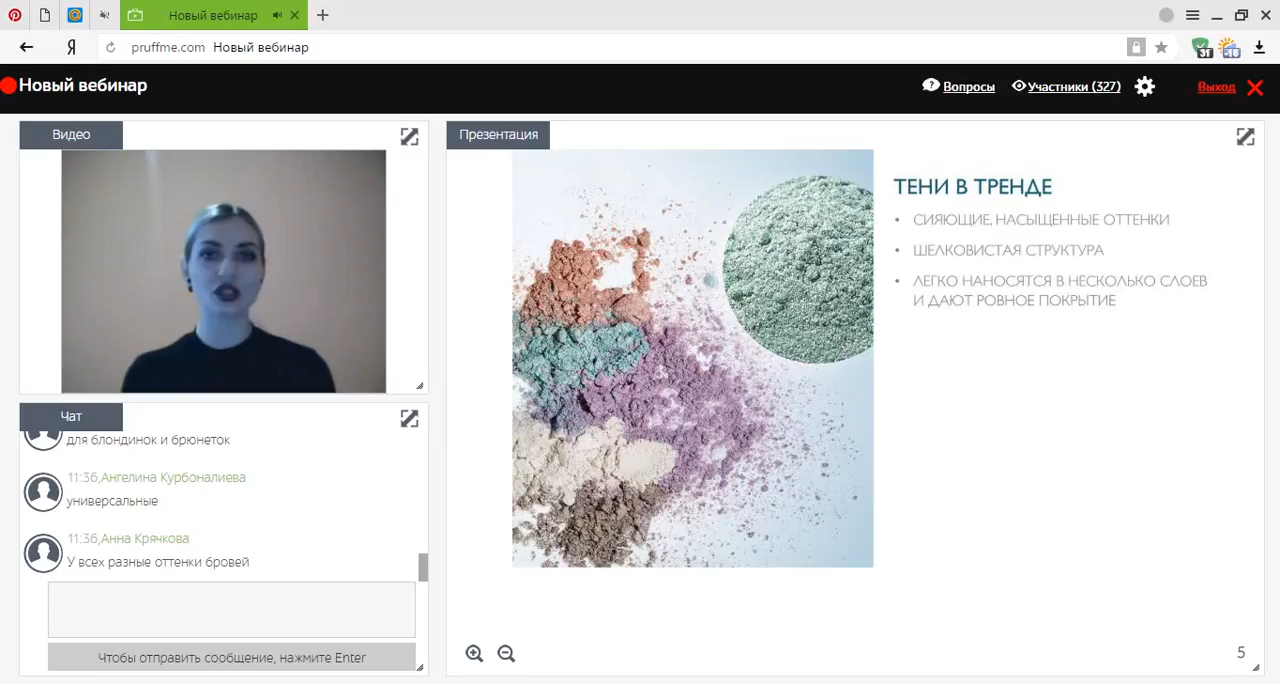 Новый вебинар
pruffme.com Новый вебинар
31
+16
Новый вебинар
Вопросы
Участники (327)
Выход
Видео
Презентация
ТЕНИ В ТРЕНДЕ
• СИЯЮЩИЕ, НАСЫЩЕННЫЕ ОТТЕНКИ
• ШЕЛКОВИСТАЯ СТРУКТУРА
• ЛЕГКО НАНОСЯТСЯ В НЕСКОЛЬКО СЛОЕВ
И ДАЮТ РОВНОЕ ПОКРЫТИЕ
Чат
для блондинок и брюнеток
11:36,Ангелина Курбоналиева
универсальные
11:36,Анна Крячкова
У всех разные оттенки бровей
Чтобы отправить сообщение, нажмите Enter
5